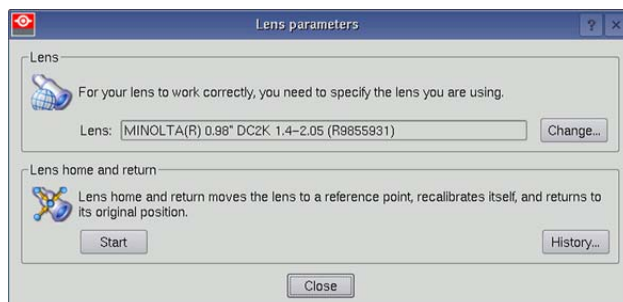 Lens parameters
?
×
Lens
For your lens to work correctly, you need to specify the lens you are using.
Lens: MINOLTA(R) 0.98" DC2K 1.4-2.05 (R9855931) Change...
Lens home and return
Lens home and return moves the lens to a reference point, recalibrates itself, and returns to
its original position.
Start History...
Close